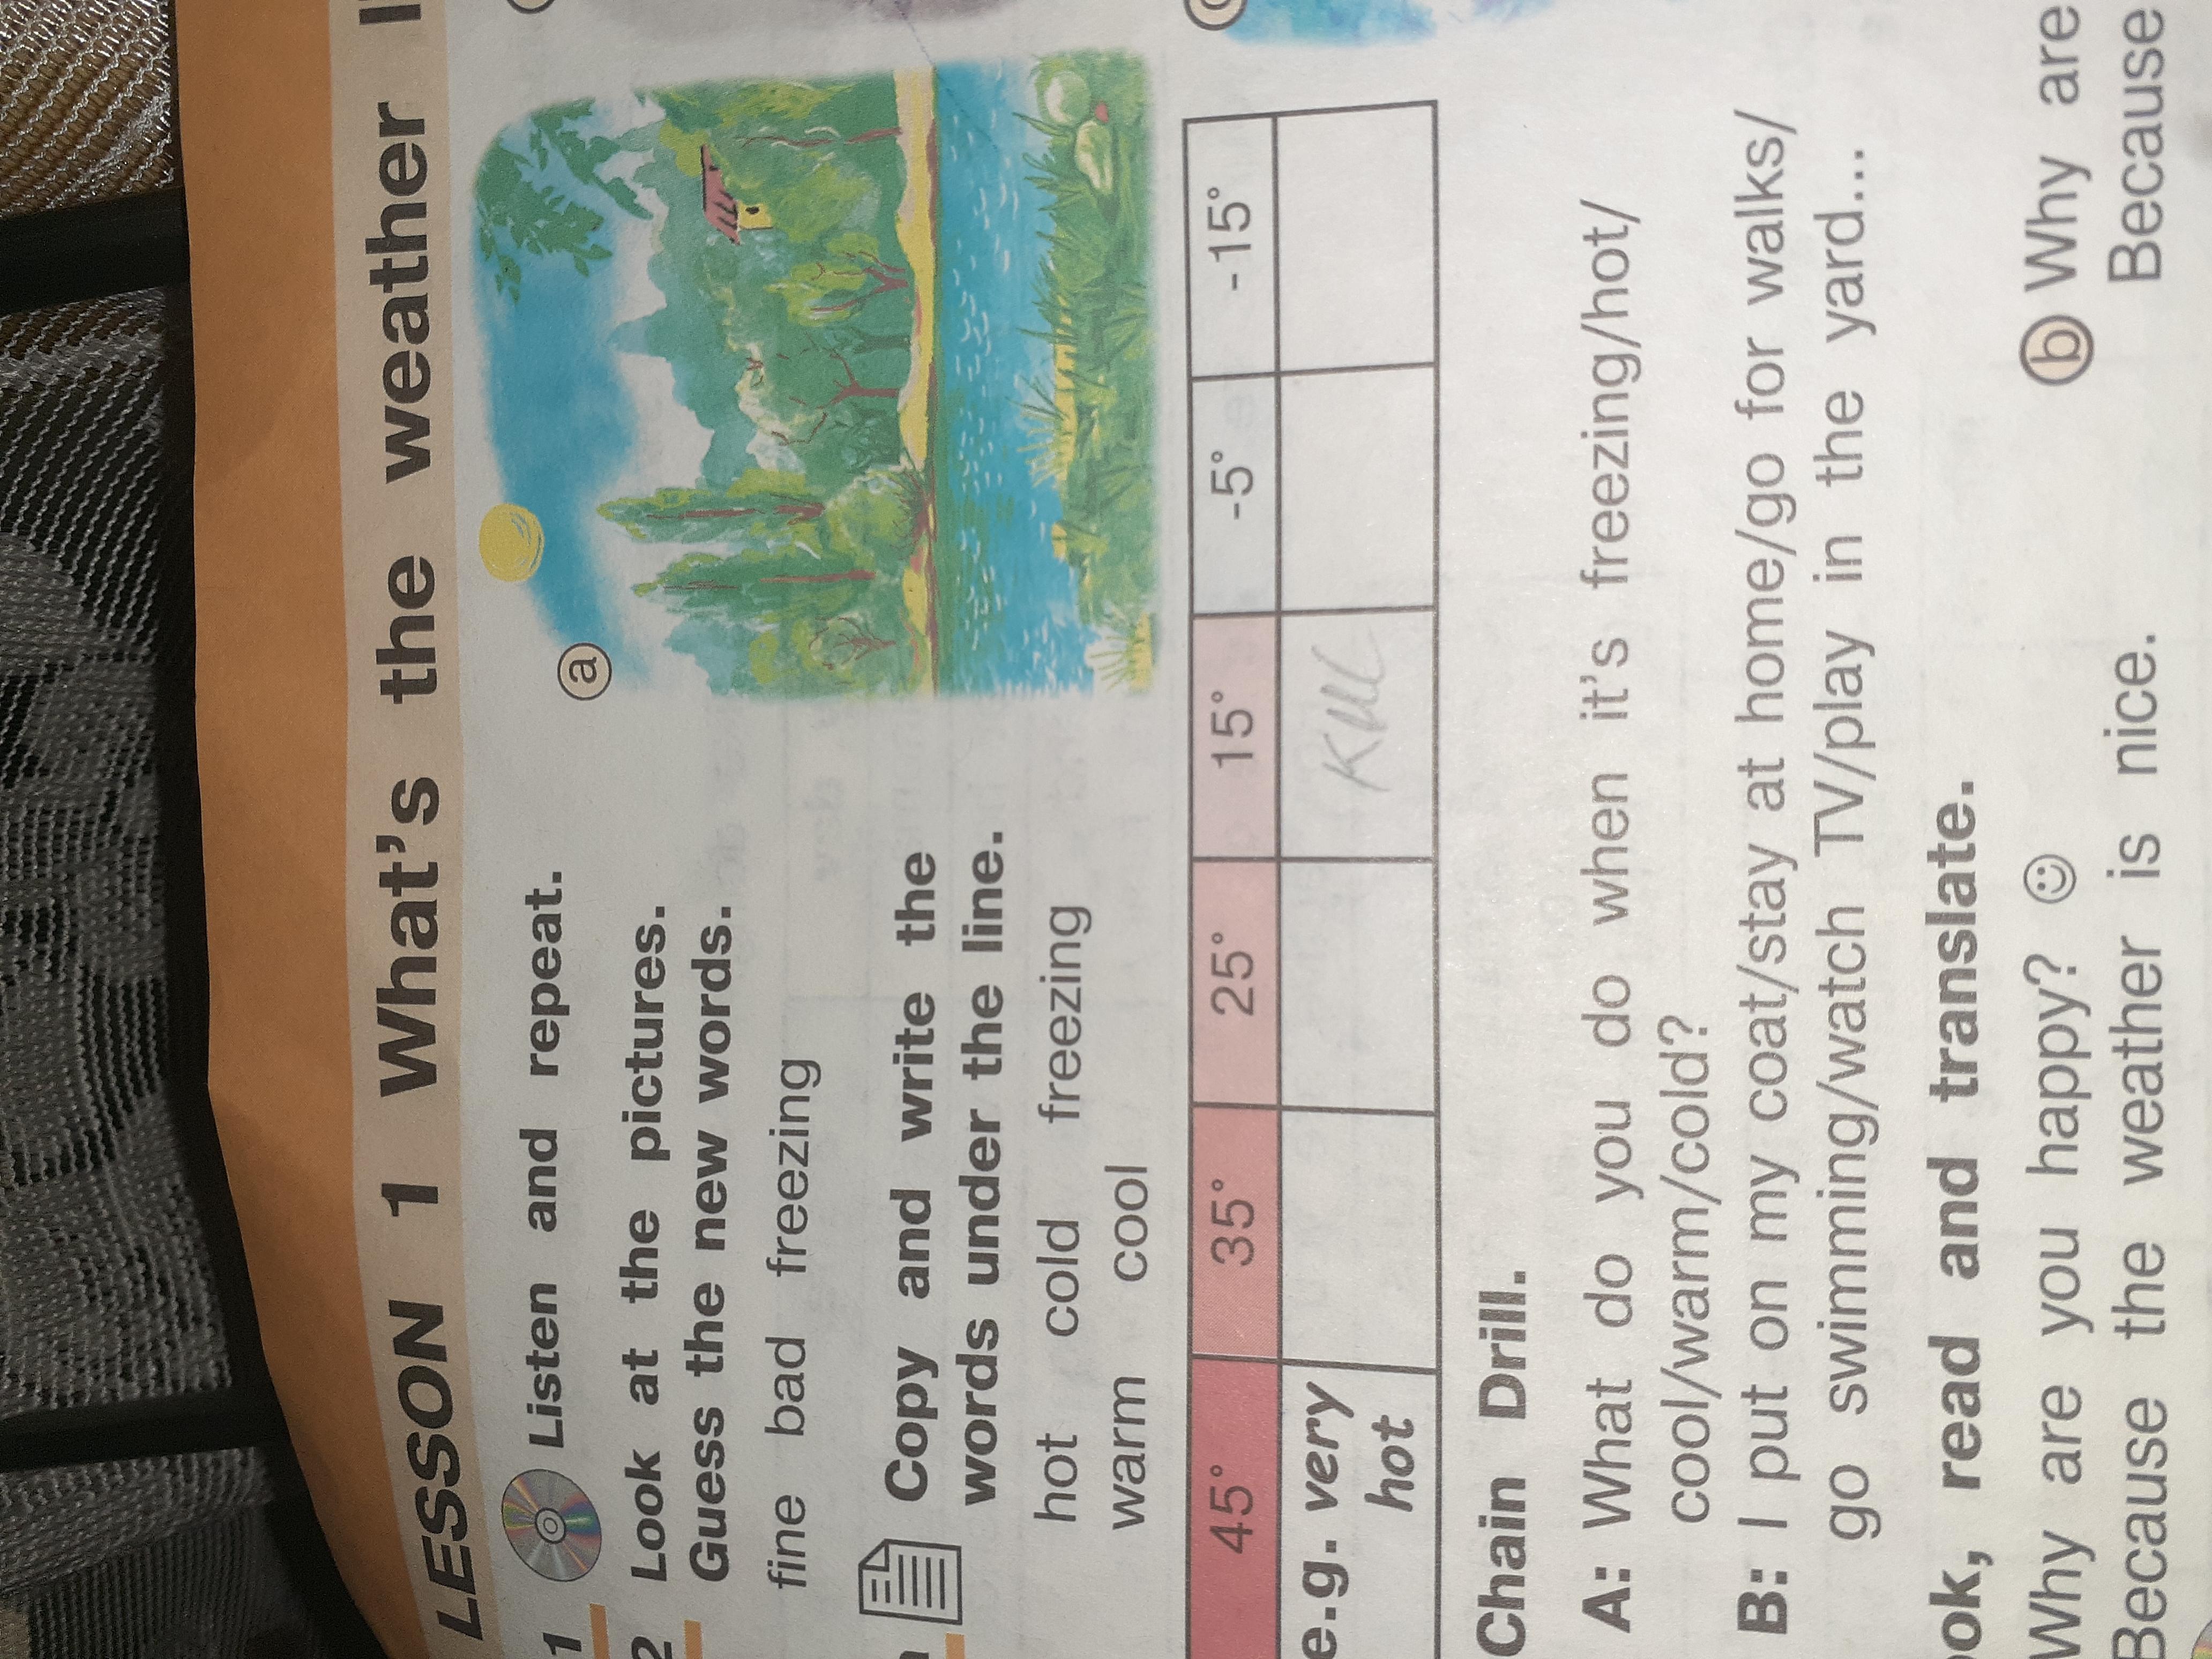 LESSON 1 What's the weather
1 Listen and repeat.
2 Look at the pictures.
Guess the new words.
fine bad freezing
a
Copy and write the
words under the line.
hot cold freezing
warm cool
45° 35° 25° 15° -5° -15°
e.g. very
hot
Chain Drill.
A: What do you do when it's freezing/hot/
cool/warm/cold?
B: I put on my coat/stay at home/go for walks/
go swimming/watch TV/play in the yard...
read and translate.
Why are you happy? ☺
Because the weather is nice.
b Why are
Because